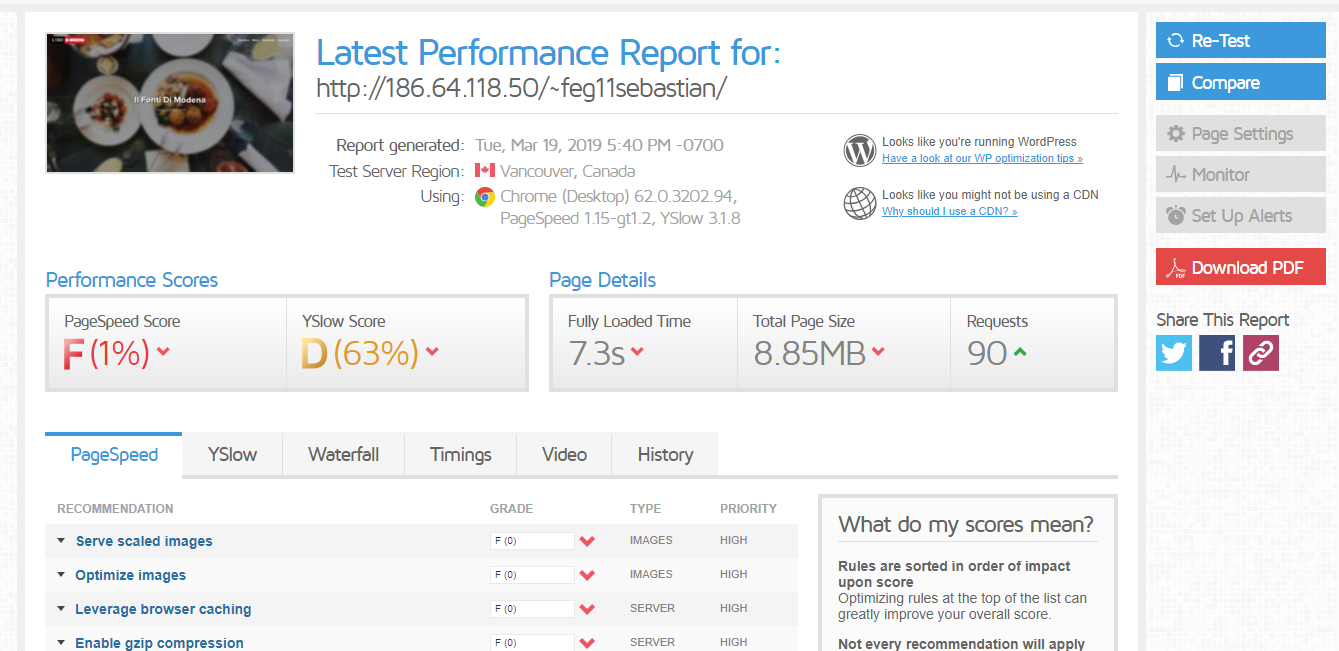 Il Fonti Di Modena
Latest Performance Report for:
http://186.64.118.50/~feg11sebastian/
Report generated: Tue, Mar 19, 2019 5:40 PM -0700
Test Server Region: Vancouver, Canada
Using: Chrome (Desktop) 62.0.3202.94,
PageSpeed 1.15-gt1.2, YSlow 3.1.8
Looks like you're running WordPress
Have a look at our WP optimization tips »
Looks like you might not be using a CDN
Why should I use a CDN? »
Re-Test
Compare
Page Settings
Monitor
Set Up Alerts
PDF Download PDF
Share This Report
Performance Scores
PageSpeed Score
F (1%)
YSlow Score
D (63%)
Page Details
Fully Loaded Time
7.3s
Total Page Size
8.85MB
Requests
90
PageSpeed YSlow Waterfall Timings Video History
RECOMMENDATION GRADE TYPE PRIORITY
Serve scaled images F (0) IMAGES HIGH
Optimize images F (0) IMAGES HIGH
Leverage browser caching F (0) SERVER HIGH
Enable gzip compression F (0) SERVER HIGH
What do my scores mean?
Rules are sorted in order of impact
upon score
Optimizing rules at the top of the list can
greatly improve your overall score.
Not every recommendation will apply